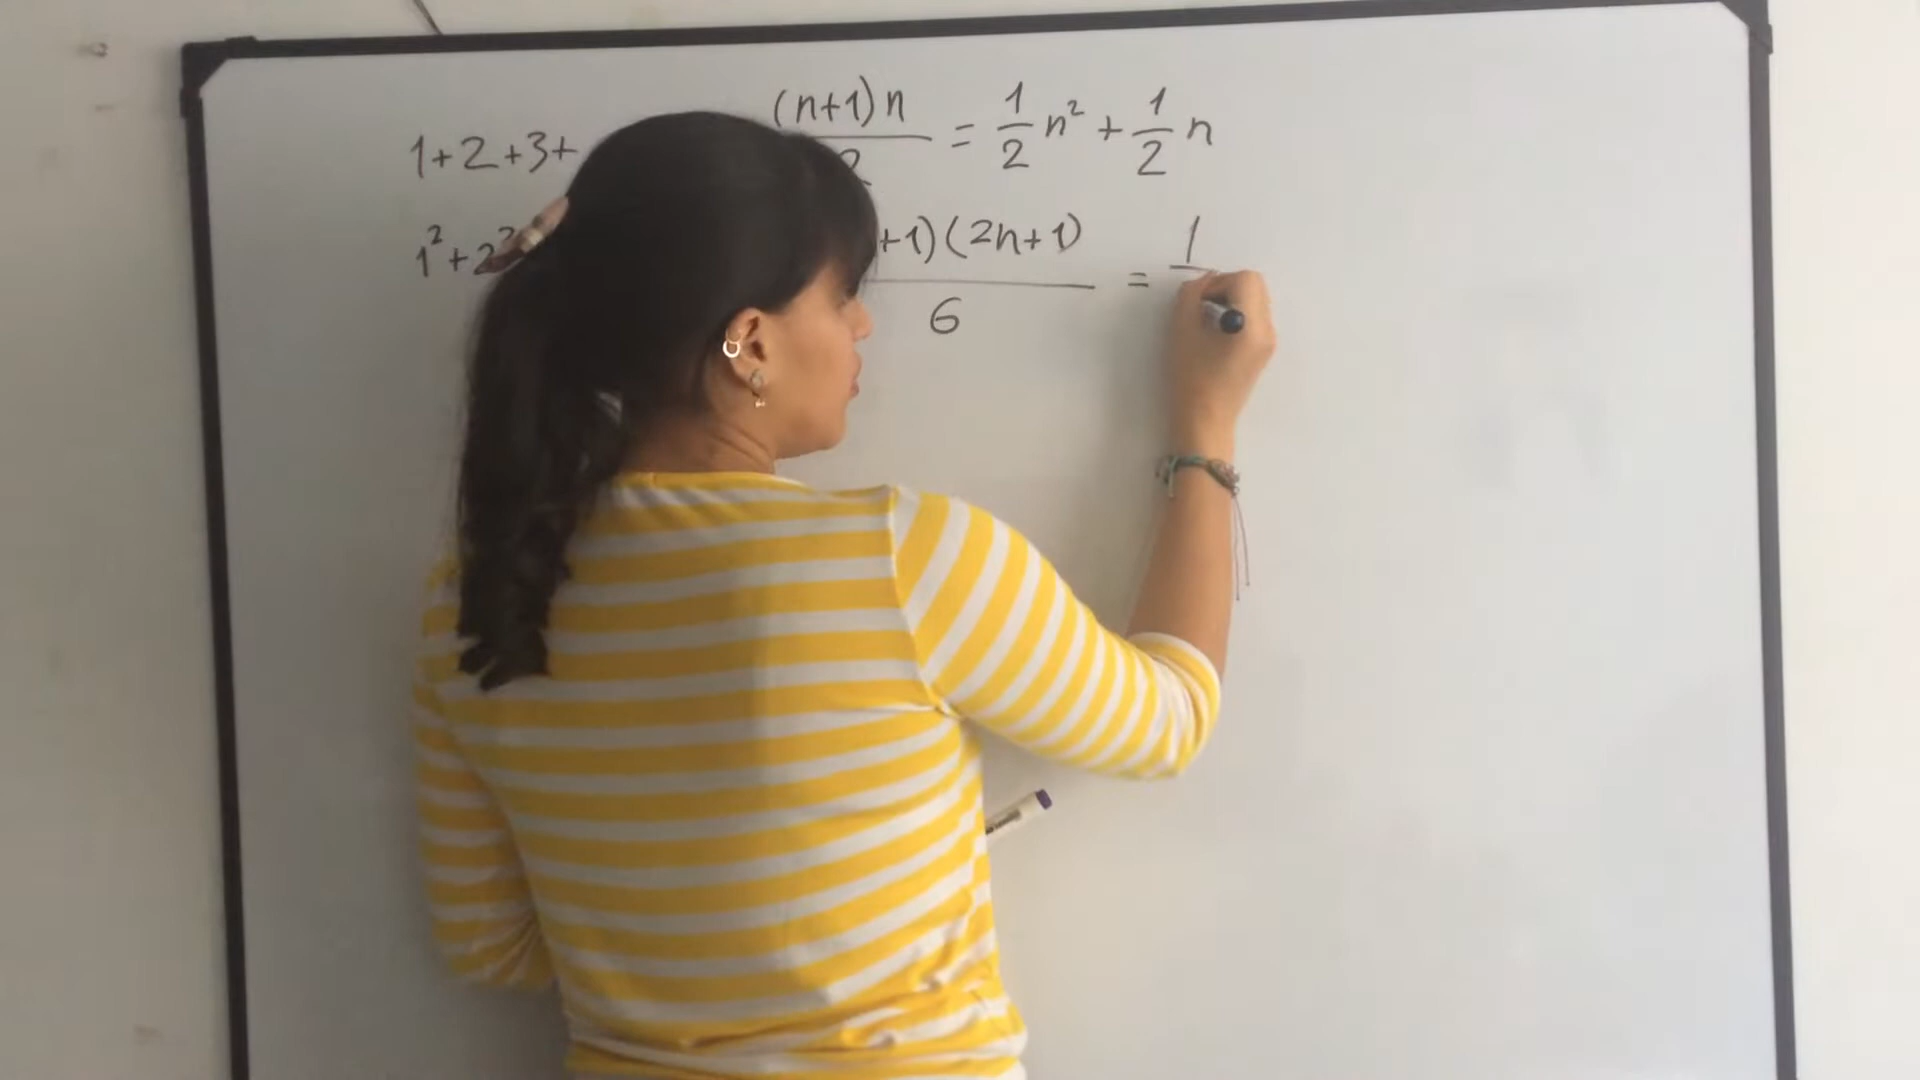 1+2+3+ (n+1)n/2 = 1/2 n² + 1/2 n
1²+2² +1)(2n+1)/6 = 1